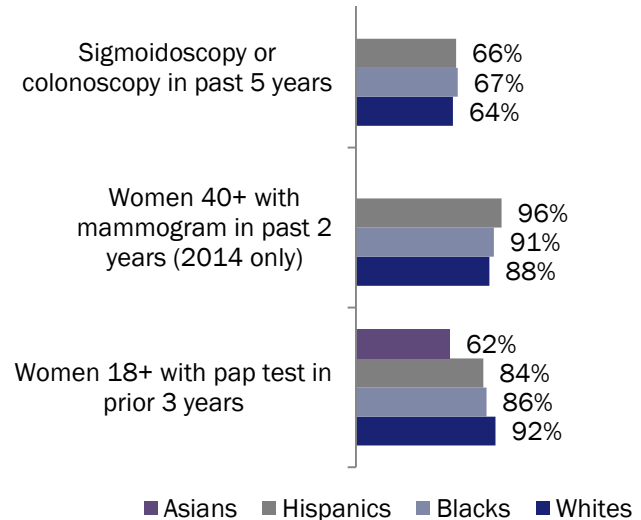 Sigmoidoscopy or
colonoscopy in past 5 years
66%
67%
64%
Women 40+ with
mammogram in past 2
years (2014 only)
96%
91%
88%
Women 18+ with pap test in
prior 3 years
62%
84%
86%
92%
Asians Hispanics Blacks Whites